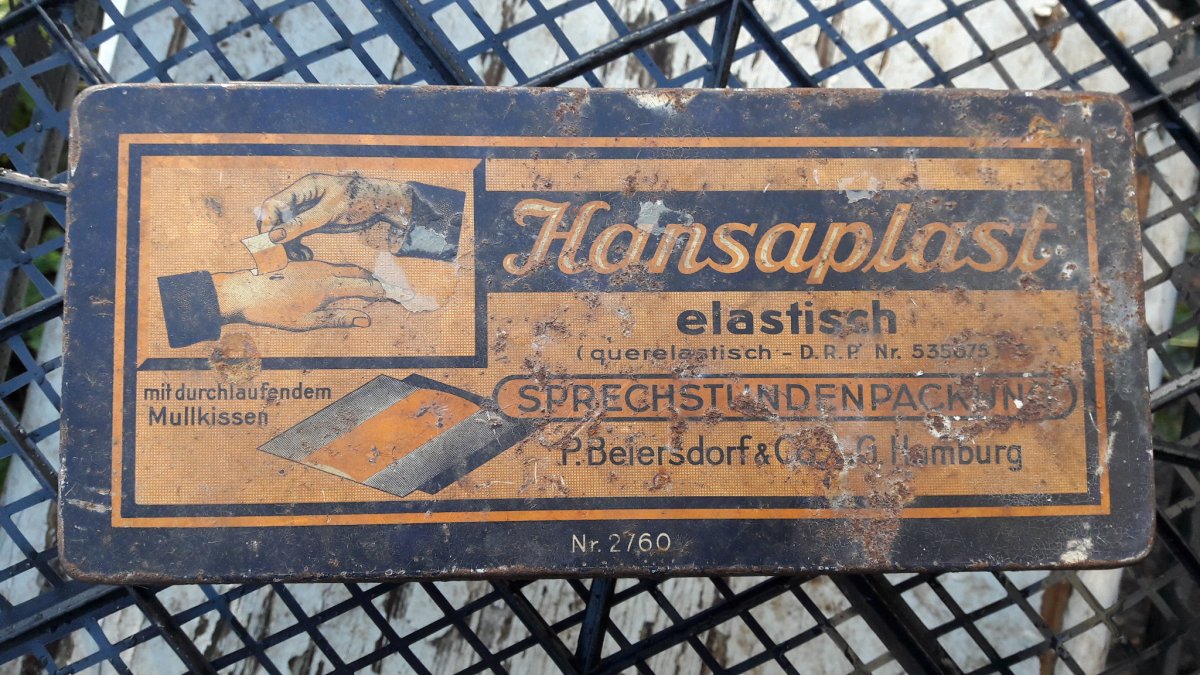 Hansaplast
elastisch
(querelastisch - D.R.P. Nr. 535675)
SPRECHSTUNDENPACKUNG
P. Beiersdorf & Co. A.G. Hamburg
mit durchlaufendem
Mullkissen
Nr. 2760